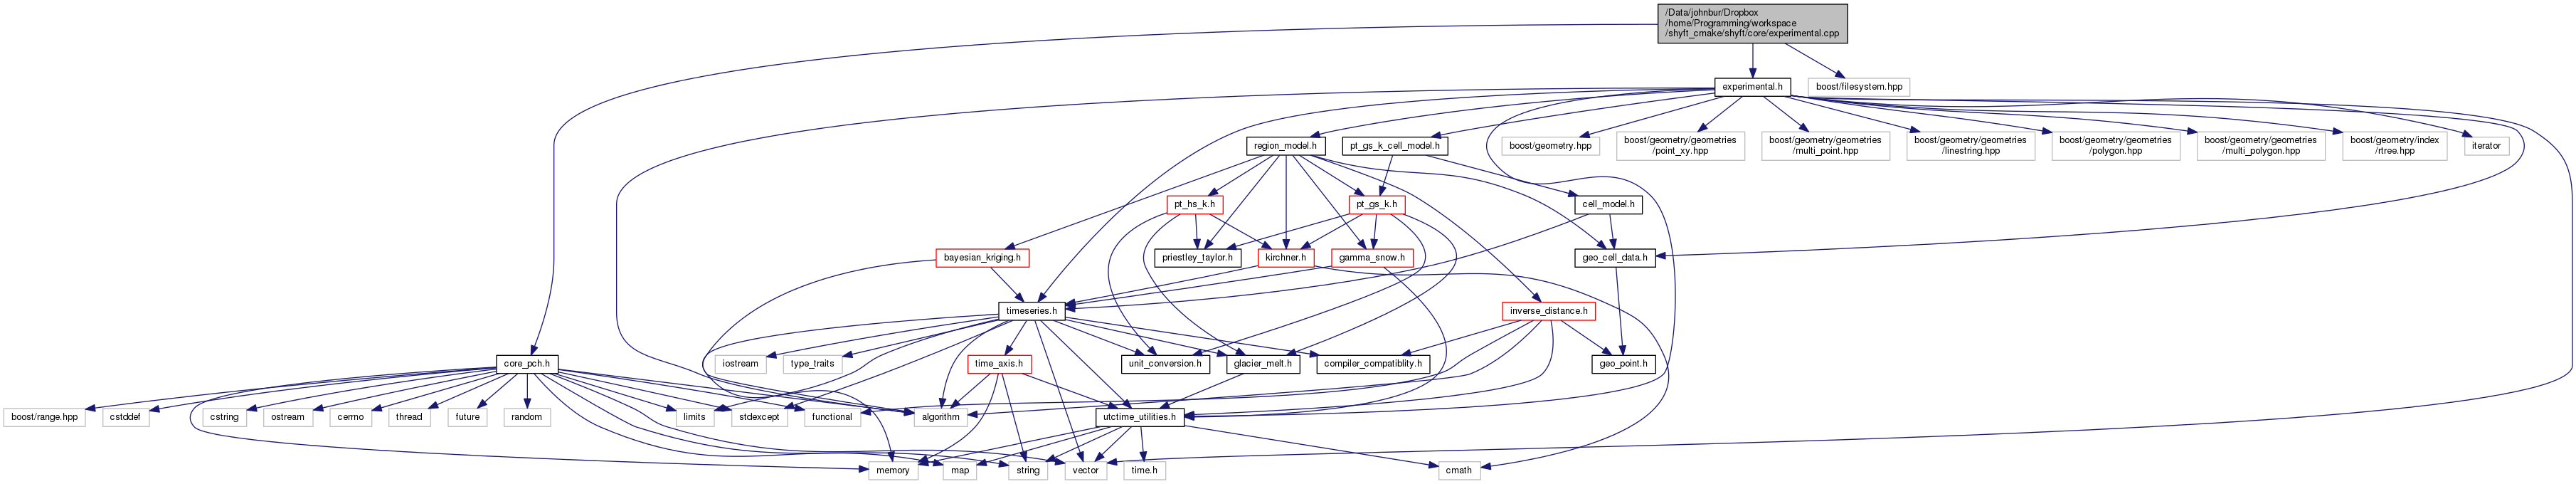 /Data/johnbur/Dropbox
/home/Programming/workspace
/shyft_cmake/shyft/core/experimental.cpp
experimental.h
boost/filesystem.hpp
region_model.h
pt_gs_k_cell_model.h
boost/geometry.hpp
boost/geometry/geometries
/point_xy.hpp
boost/geometry/geometries
/multi_point.hpp
boost/geometry/geometries
/linestring.hpp
boost/geometry/geometries
/polygon.hpp
boost/geometry/geometries
/multi_polygon.hpp
boost/geometry/index
/rtree.hpp
iterator
pt_hs_k.h
pt_gs_k.h
cell_model.h
bayesian_kriging.h
priestley_taylor.h
kirchner.h
gamma_snow.h
geo_cell_data.h
timeseries.h
inverse_distance.h
core_pch.h
iostream
type_traits
time_axis.h
unit_conversion.h
glacier_melt.h
compiler_compatiblity.h
geo_point.h
boost/range.hpp
cstddef
cstring
ostream
cerrno
thread
future
random
limits
stdexcept
functional
algorithm
utctime_utilities.h
memory
map
string
vector
time.h
cmath